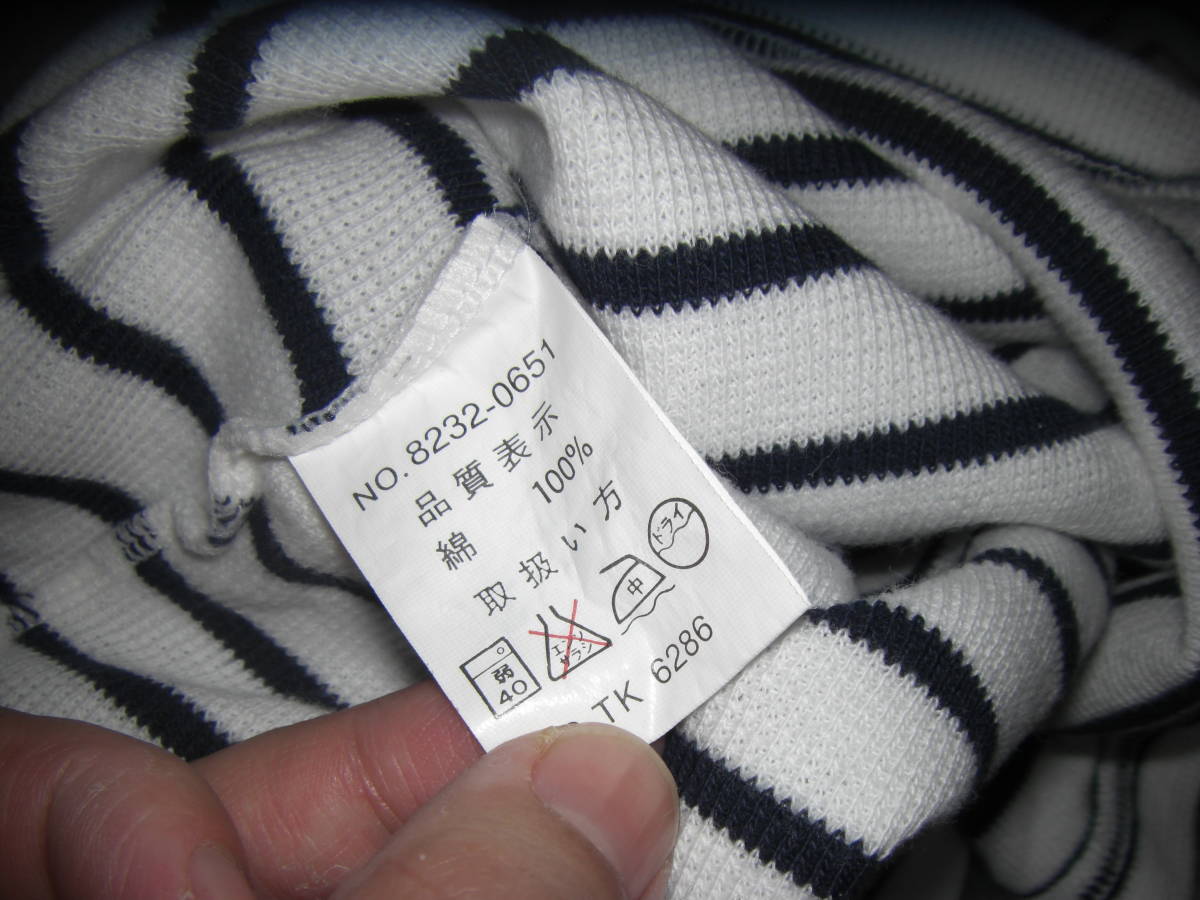 NO. 8232-0651
品質表示
綿 100%
取扱い方
弱 40 エンソ サラシ 中 ドライ
TK 6286